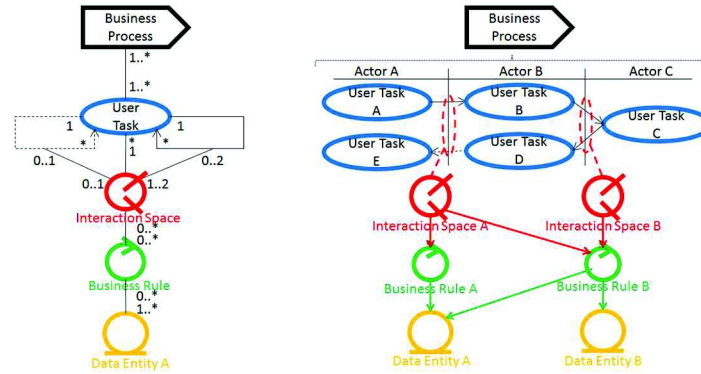 Business
Process
1..*
1..*
User
Task
1
1
*
*
*
1
0..1
0..2
0..1
1..2
Interaction Space
0..*
0..*
Business Rule
0..*
1..*
Data Entity A
Business
Process
Actor A
Actor B
Actor C
User Task
A
User Task
B
User Task
C
User Task
E
User Task
D
Interaction Space A
Interaction Space B
Business Rule A
Business Rule B
Data Entity A
Data Entity B